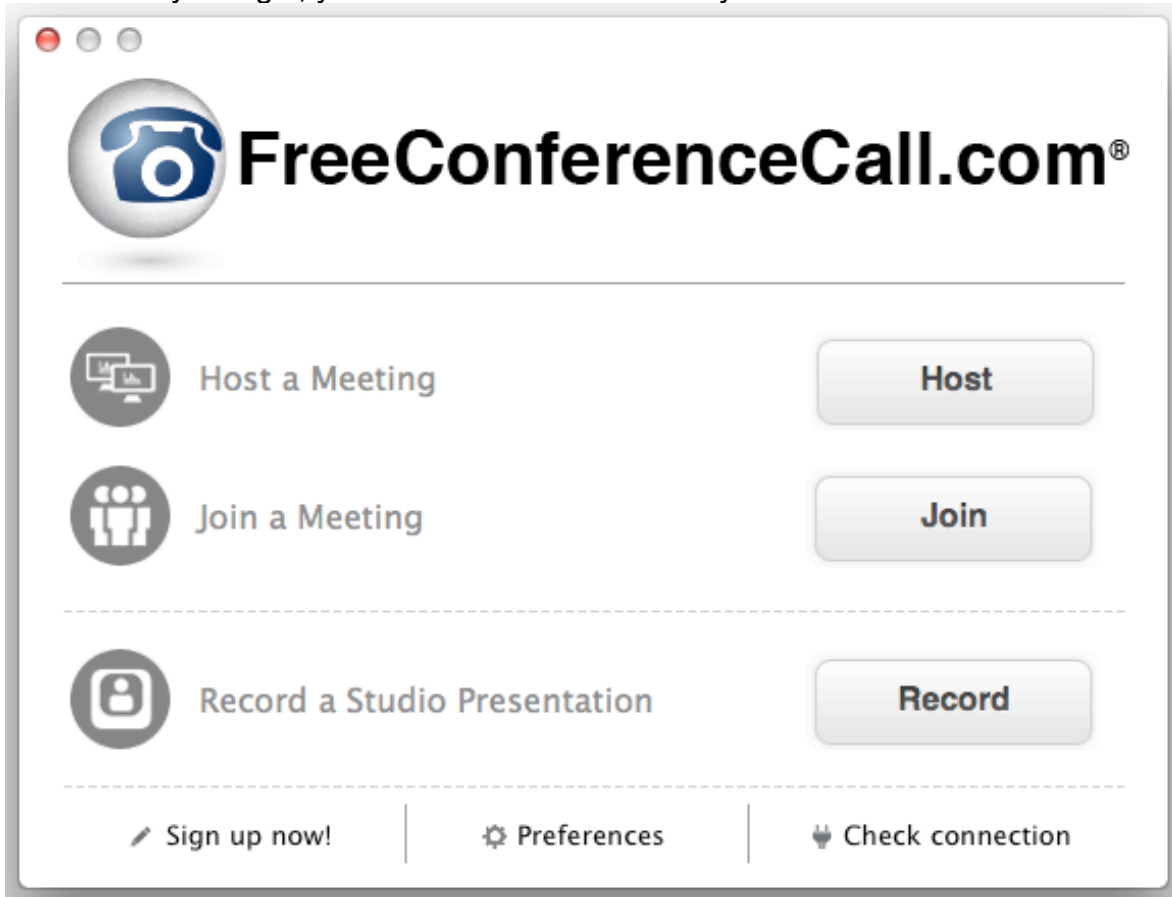 FreeConferenceCall.com®
Host a Meeting
Host
Join a Meeting
Join
Record a Studio Presentation
Record
Sign up now!
Preferences
Check connection